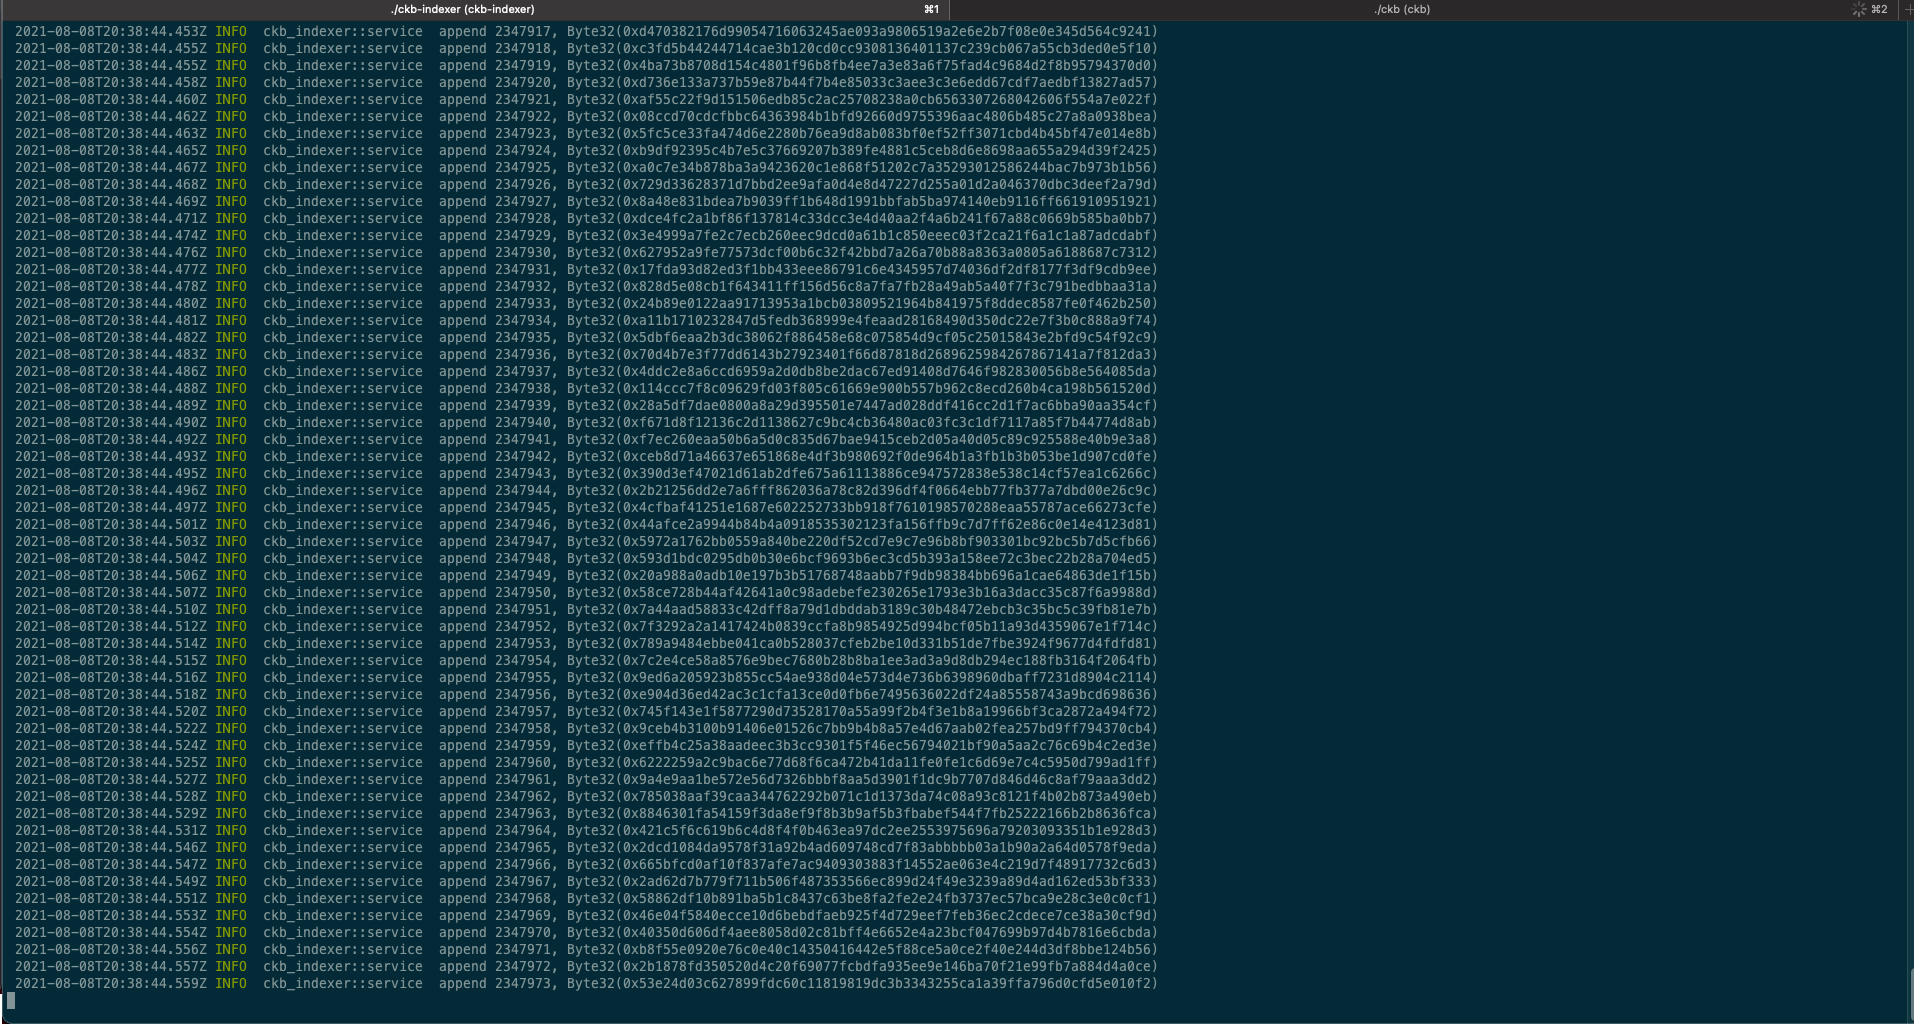 ./ckb-indexer (ckb-indexer) ⌘1 ./ckb (ckb) ⌘2 +
2021-08-08T20:38:44.453Z INFO ckb_indexer::service append 2347917, Byte32(0xd470382176d99054716063245ae093a9806519a2e6e2b7f08e0e345d564c9241)
2021-08-08T20:38:44.455Z INFO ckb_indexer::service append 2347918, Byte32(0xc3fd5b44244714cae3b120cd0cc9308136401137c239cb067a55cb3ded0e5f10)
2021-08-08T20:38:44.455Z INFO ckb_indexer::service append 2347919, Byte32(0x4ba73b8708d154c4801f96b8fb4ee7a3e83a6f75fad4c9684d2f8b95794370d0)
2021-08-08T20:38:44.458Z INFO ckb_indexer::service append 2347920, Byte32(0xd736e133a737b59e87b44f7b4e85033c3aee3c3e6edd67cdf7aedbf13827ad57)
2021-08-08T20:38:44.460Z INFO ckb_indexer::service append 2347921, Byte32(0xaf55c22f9d151506edb85c2ac25708238a0cb6563307268042606f554a7e022f)
2021-08-08T20:38:44.462Z INFO ckb_indexer::service append 2347922, Byte32(0x08ccd70cdcfbbc64363984b1bfd92660d9755396aac4806b485c27a8a0938bea)
2021-08-08T20:38:44.463Z INFO ckb_indexer::service append 2347923, Byte32(0x5fc5ce33fa474d6e2280b76ea9d8ab083bf0ef52ff3071cbd4b45bf47e014e8b)
2021-08-08T20:38:44.465Z INFO ckb_indexer::service append 2347924, Byte32(0xb9df92395c4b7e5c37669207b389fe4881c5ceb8d6e8698aa655a294d39f2425)
2021-08-08T20:38:44.467Z INFO ckb_indexer::service append 2347925, Byte32(0xa0c7e34b878ba3a9423620c1e868f51202c7a35293012586244bac7b973b1b56)
2021-08-08T20:38:44.468Z INFO ckb_indexer::service append 2347926, Byte32(0x729d33628371d7bbd2ee9afa0d4e8d47227d255a01d2a046370dbc3deef2a79d)
2021-08-08T20:38:44.469Z INFO ckb_indexer::service append 2347927, Byte32(0x8a48e831bdea7b9039ff1b648d1991bbfab5ba974140eb9116ff661910951921)
2021-08-08T20:38:44.471Z INFO ckb_indexer::service append 2347928, Byte32(0xdce4fc2a1bf86f137814c33dcc3e4d40aa2f4a6b241f67a88c0669b585ba0bb7)
2021-08-08T20:38:44.474Z INFO ckb_indexer::service append 2347929, Byte32(0x3e4999a7fe2c7ecb260eec9dcd0a61b1c850eeec03f2ca21f6a1c1a87adcdabf)
2021-08-08T20:38:44.476Z INFO ckb_indexer::service append 2347930, Byte32(0x627952a9fe77573dcf00b6c32f42bbd7a26a70b88a8363a0805a6188687c7312)
2021-08-08T20:38:44.477Z INFO ckb_indexer::service append 2347931, Byte32(0x17fda93d82ed3f1bb433eee86791c6e4345957d74036df2df8177f3df9cdb9ee)
2021-08-08T20:38:44.478Z INFO ckb_indexer::service append 2347932, Byte32(0x828d5e08cb1f643411ff156d56c8a7fa7fb28a49ab5a40f7f3c791bedbbaa31a)
2021-08-08T20:38:44.480Z INFO ckb_indexer::service append 2347933, Byte32(0x24b89e0122aa91713953a1bcb03809521964b841975f8ddec8587fe0f462b250)
2021-08-08T20:38:44.481Z INFO ckb_indexer::service append 2347934, Byte32(0xa11b1710232847d5fedb368999e4feaad28168490d350dc22e7f3b0c888a9f74)
2021-08-08T20:38:44.482Z INFO ckb_indexer::service append 2347935, Byte32(0x5dbf6eaa2b3dc38062f886458e68c075854d9cf05c25015843e2bfd9c54f92c9)
2021-08-08T20:38:44.483Z INFO ckb_indexer::service append 2347936, Byte32(0x70d4b7e3f77dd6143b27923401f66d87818d2689625984267867141a7f812da3)
2021-08-08T20:38:44.486Z INFO ckb_indexer::service append 2347937, Byte32(0x4ddc2e8a6ccd6959a2d0db8be2dac67ed91408d7646f982830056b8e564085da)
2021-08-08T20:38:44.488Z INFO ckb_indexer::service append 2347938, Byte32(0x114ccc7f8c09629fd03f805c61669e900b557b962c8ecd260b4ca198b561520d)
2021-08-08T20:38:44.489Z INFO ckb_indexer::service append 2347939, Byte32(0x28a5df7dae0800a8a29d395501e7447ad028ddf416cc2d1f7ac6bba90aa354cf)
2021-08-08T20:38:44.490Z INFO ckb_indexer::service append 2347940, Byte32(0xf671d8f12136c2d1138627c9bc4cb36480ac03fc3c1df7117a85f7b44774d8ab)
2021-08-08T20:38:44.492Z INFO ckb_indexer::service append 2347941, Byte32(0xf7ec260eaa50b6a5d0c835d67bae9415ceb2d05a40d05c89c925588e40b9e3a8)
2021-08-08T20:38:44.493Z INFO ckb_indexer::service append 2347942, Byte32(0xceb8d71a46637e651868e4df3b980692f0de964b1a3fb1b3b053be1d907cd0fe)
2021-08-08T20:38:44.495Z INFO ckb_indexer::service append 2347943, Byte32(0x390d3ef47021d61ab2dfe675a61113886ce947572838e538c14cf57ea1c6266c)
2021-08-08T20:38:44.496Z INFO ckb_indexer::service append 2347944, Byte32(0x2b21256dd2e7a6fff862036a78c82d396df4f0664ebb77fb377a7dbd00e26c9c)
2021-08-08T20:38:44.497Z INFO ckb_indexer::service append 2347945, Byte32(0x4cfbaf41251e1687e602252733bb918f7610198570288eaa55787ace66273cfe)
2021-08-08T20:38:44.501Z INFO ckb_indexer::service append 2347946, Byte32(0x44afce2a9944b84b4a0918535302123fa156ffb9c7d7ff62e86c0e14e4123d81)
2021-08-08T20:38:44.503Z INFO ckb_indexer::service append 2347947, Byte32(0x5972a1762bb0559a840be220df52cd7e9c7e96b8bf903301bc92bc5b7d5cfb66)
2021-08-08T20:38:44.504Z INFO ckb_indexer::service append 2347948, Byte32(0x593d1bdc0295db0b30e6bcf9693b6ec3cd5b393a158ee72c3bec22b28a704ed5)
2021-08-08T20:38:44.506Z INFO ckb_indexer::service append 2347949, Byte32(0x20a988a0adb10e197b3b51768748aabb7f9db98384bb696a1cae64863de1f15b)
2021-08-08T20:38:44.507Z INFO ckb_indexer::service append 2347950, Byte32(0x58ce728b44af42641a0c98adebefe230265e1793e3b16a3dacc35c87f6a9988d)
2021-08-08T20:38:44.510Z INFO ckb_indexer::service append 2347951, Byte32(0x7a44aad58833c42dff8a79d1dbddab3189c30b48472ebcb3c35bc5c39fb81e7b)
2021-08-08T20:38:44.512Z INFO ckb_indexer::service append 2347952, Byte32(0x7f3292a2a1417424b0839ccfa8b9854925d994bcf05b11a93d4359067e1f714c)
2021-08-08T20:38:44.514Z INFO ckb_indexer::service append 2347953, Byte32(0x789a9484ebbe041ca0b528037cfeb2be10d331b51de7fbe3924f9677d4fdfd81)
2021-08-08T20:38:44.515Z INFO ckb_indexer::service append 2347954, Byte32(0x7c2e4ce58a8576e9bec7680b28b8ba1ee3ad3a9d8db294ec188fb3164f2064fb)
2021-08-08T20:38:44.516Z INFO ckb_indexer::service append 2347955, Byte32(0x9ed6a205923b855cc54ae938d04e573d4e736b6398960dbaff7231d8904c2114)
2021-08-08T20:38:44.518Z INFO ckb_indexer::service append 2347956, Byte32(0xe904d36ed42ac3c1cfa13ce0d0fb6e7495636022df24a85558743a9bcd698636)
2021-08-08T20:38:44.520Z INFO ckb_indexer::service append 2347957, Byte32(0x745f143e1f5877290d73528170a55a99f2b4f3e1b8a19966bf3ca2872a494f72)
2021-08-08T20:38:44.522Z INFO ckb_indexer::service append 2347958, Byte32(0x9ceb4b3100b91406e01526c7bb9b4b8a57e4d67aab02fea257bd9ff794370cb4)
2021-08-08T20:38:44.524Z INFO ckb_indexer::service append 2347959, Byte32(0xeffb4c25a38aadeec3b3cc9301f5f46ec56794021bf90a5aa2c76c69b4c2ed3e)
2021-08-08T20:38:44.525Z INFO ckb_indexer::service append 2347960, Byte32(0x6222259a2c9bac6e77d68f6ca472b41da11fe0fe1c6d69e7c4c5950d799ad1ff)
2021-08-08T20:38:44.527Z INFO ckb_indexer::service append 2347961, Byte32(0x9a4e9aa1be572e56d7326bbbf8aa5d3901f1dc9b7707d846d46c8af79aaa3dd2)
2021-08-08T20:38:44.528Z INFO ckb_indexer::service append 2347962, Byte32(0x785038aaf39caa344762292b071c1d1373da74c08a93c8121f4b02b873a490eb)
2021-08-08T20:38:44.529Z INFO ckb_indexer::service append 2347963, Byte32(0x8846301fa54159f3da8ef9f8b3b9af5b3fbabef544f7fb25222166b2b8636fca)
2021-08-08T20:38:44.531Z INFO ckb_indexer::service append 2347964, Byte32(0x421c5f6c619b6c4d8f4f0b463ea97dc2ee2553975696a79203093351b1e928d3)
2021-08-08T20:38:44.546Z INFO ckb_indexer::service append 2347965, Byte32(0x2dcd1084da9578f31a92b4ad609748cd7f83abbbbb03a1b90a2a64d0578f9eda)
2021-08-08T20:38:44.547Z INFO ckb_indexer::service append 2347966, Byte32(0x665bfcd0af10f837afe7ac9409303883f14552ae063e4c219d7f48917732c6d3)
2021-08-08T20:38:44.549Z INFO ckb_indexer::service append 2347967, Byte32(0x2ad62d7b779f711b506f487353566ec899d24f49e3239a89d4ad162ed53bf333)
2021-08-08T20:38:44.551Z INFO ckb_indexer::service append 2347968, Byte32(0x58862df10b891ba5b1c8437c63be8fa2fe2e24fb3737ec57bca9e28c3e0c0cf1)
2021-08-08T20:38:44.553Z INFO ckb_indexer::service append 2347969, Byte32(0x46e04f5840ecce10d6bebdfaeb925f4d729eef7feb36ec2cdece7ce38a30cf9d)
2021-08-08T20:38:44.554Z INFO ckb_indexer::service append 2347970, Byte32(0x40350d606df4aee8058d02c81bff4e6652e4a23bcf047699b97d4b7816e6cbda)
2021-08-08T20:38:44.556Z INFO ckb_indexer::service append 2347971, Byte32(0xb8f55e0920e76c0e40c14350416442e5f88ce5a0ce2f40e244d3df8bbe124b56)
2021-08-08T20:38:44.557Z INFO ckb_indexer::service append 2347972, Byte32(0x2b1878fd350520d4c20f69077fcbdfa935ee9e146ba70f21e99fb7a884d4a0ce)
2021-08-08T20:38:44.559Z INFO ckb_indexer::service append 2347973, Byte32(0x53e24d03c627899fdc60c11819819dc3b3343255ca1a39ffa796d0cfd5e010f2)